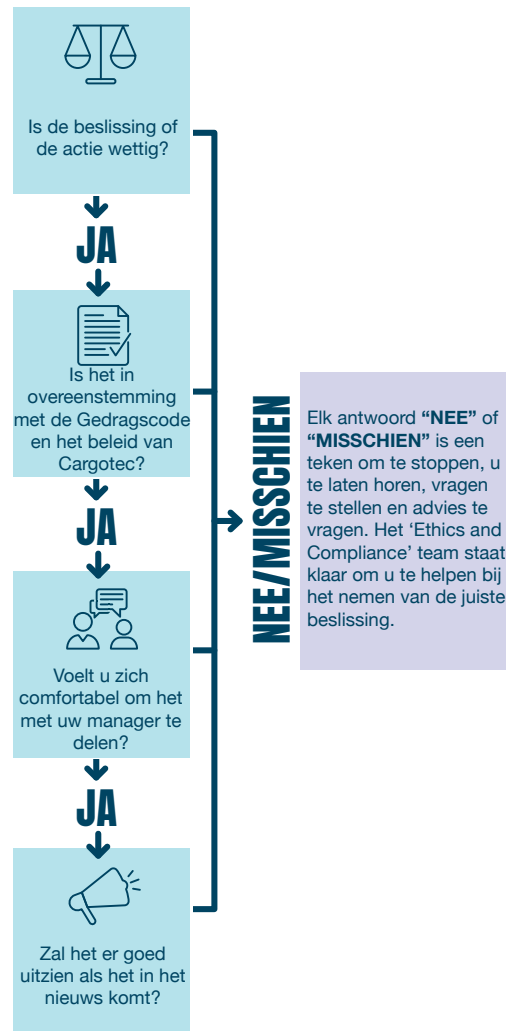 Is de beslissing of
de actie wettig?
JA
Is het in
overeenstemming
met de Gedragscode
en het beleid van
Cargotec?
JA
Voelt u zich
comfortabel om het
met uw manager te
delen?
JA
Zal het er goed
uitzien als het in het
nieuws komt?
NEE/MISSCHIEN
Elk antwoord “NEE” of
“MISSCHIEN” is een
teken om te stoppen, u
te laten horen, vragen
te stellen en advies te
vragen. Het ‘Ethics and
Compliance’ team staat
klaar om u te helpen bij
het nemen van de juiste
beslissing.